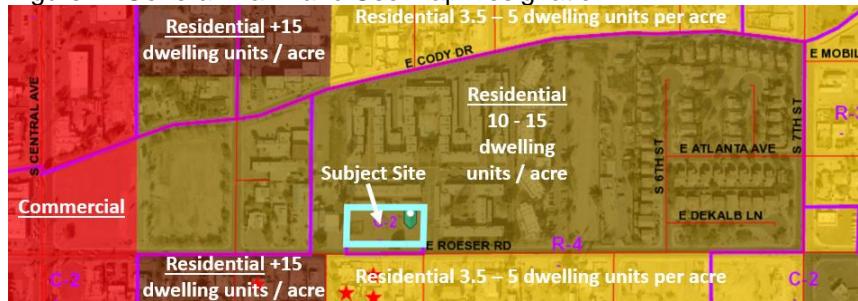 Residential +15
dwelling units / acre
Residential 3.5 – 5 dwelling units per acre
E CODY DR
E MOBIL
S CENTRAL AVE
Residential
10 - 15
dwelling
units / acre
S 6TH ST
S 7TH ST
E ATLANTA AVE
Subject Site
Commercial
C-2
E DEKALB LN
E ROESER RD
R-4
Residential +15
dwelling units / acre
C-2
Residential 3.5 – 5 dwelling units per acre
C-2